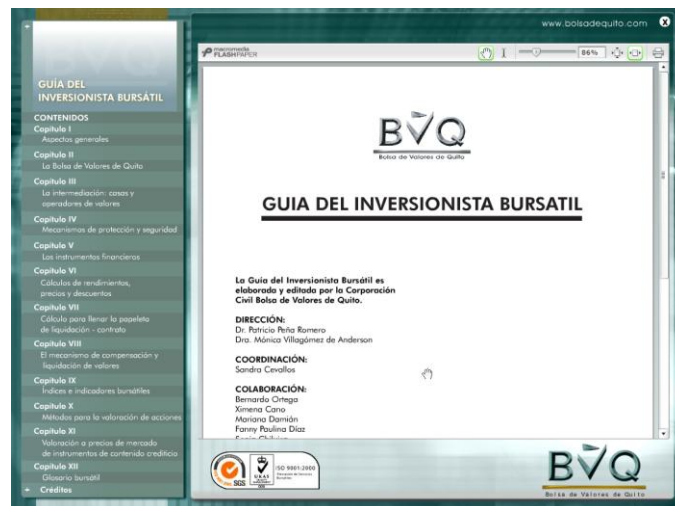 www.bolsadequito.com
GUÍA DEL
INVERSIONISTA BURSÁTIL
CONTENIDOS
Capítulo I
Aspectos generales
Capítulo II
La Bolsa de Valores de Quito
Capítulo III
La intermediación: casas y
operadores de valores
Capítulo IV
Mecanismos de protección y seguridad
Capítulo V
Los instrumentos financieros
Capítulo VI
Cálculos de rendimientos,
precios y descuentos
Capítulo VII
Cálculo para llenar la papeleta
de liquidación - contrato
Capítulo VIII
El mecanismo de compensación y
liquidación de valores
Capítulo IX
Índices e indicadores bursátiles
Capítulo X
Métodos para la valoración de acciones
Capítulo XI
Valoración a precios de mercado
de instrumentos de contenido crediticio
Capítulo XII
Glosario bursátil
Créditos
macromedia
FLASHPAPER
86%
BVQ
Bolsa de Valores de Quito
GUIA DEL INVERSIONISTA BURSATIL
La Guía del Inversionista Bursátil es
elaborada y editada por la Corporación
Civil Bolsa de Valores de Quito.
DIRECCIÓN:
Dr. Patricio Peña Romero
Dra. Mónica Villagómez de Anderson
COORDINACIÓN:
Sandra Cevallos
COLABORACIÓN:
Bernardo Ortega
Ximena Cano
Mariana Damián
Fanny Paulina Díaz
SGS
UKAS
ISO 9001:2000
BVQ
Bolsa de Valores de Quito